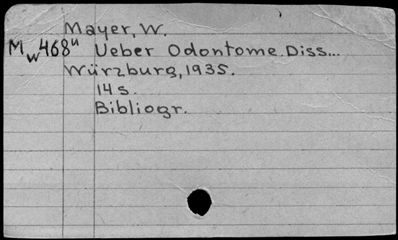 Mayer, W.
Mw468u Ueber Odontome Diss...
Würzburg, 1935.
14 s.
Bibliogr.